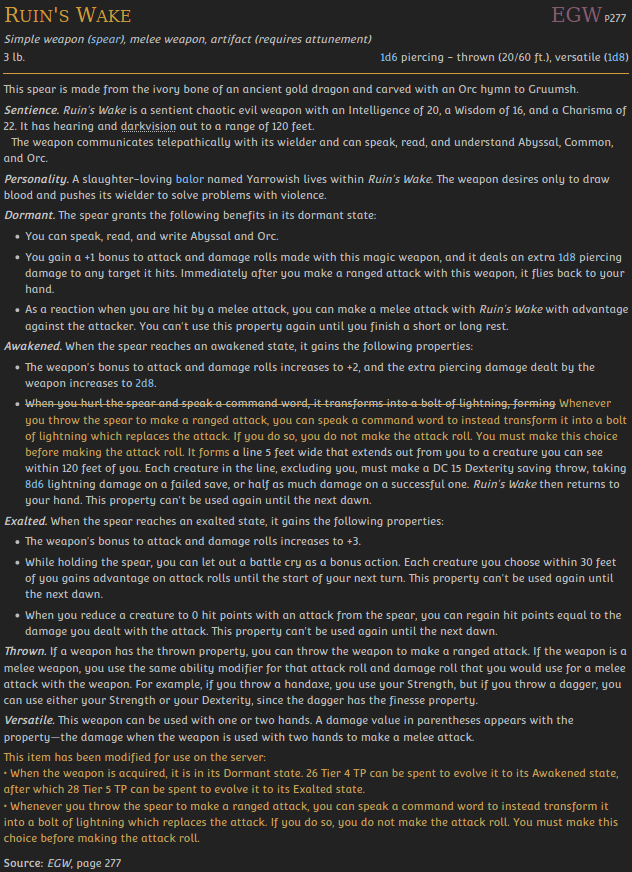 Ruin's Wake EGW P277
Simple weapon (spear), melee weapon, artifact (requires attunement)
3 lb. 1d6 piercing - thrown (20/60 ft.), versatile (1d8)
This spear is made from the ivory bone of an ancient gold dragon and carved with an Orc hymn to Gruumsh.
Sentience. Ruin's Wake is a sentient chaotic evil weapon with an Intelligence of 20, a Wisdom of 16, and a Charisma of
22. It has hearing and darkvision out to a range of 120 feet.
The weapon communicates telepathically with its wielder and can speak, read, and understand Abyssal, Common,
and Orc.
Personality. A slaughter-loving balor named Yarrowish lives within Ruin's Wake. The weapon desires only to draw
blood and pushes its wielder to solve problems with violence.
Dormant. The spear grants the following benefits in its dormant state:
• You can speak, read, and write Abyssal and Orc.
• You gain a +1 bonus to attack and damage rolls made with this magic weapon, and it deals an extra 1d8 piercing
damage to any target it hits. Immediately after you make a ranged attack with this weapon, it flies back to your
hand.
• As a reaction when you are hit by a melee attack, you can make a melee attack with Ruin's Wake with advantage
against the attacker. You can't use this property again until you finish a short or long rest.
Awakened. When the spear reaches an awakened state, it gains the following properties:
• The weapon's bonus to attack and damage rolls increases to +2, and the extra piercing damage dealt by the
weapon increases to 2d8.
• When you hurl the spear and speak a command word, it transforms into a bolt of lightning, forming Whenever
you throw the spear to make a ranged attack, you can speak a command word to instead transform it into a bolt
of lightning which replaces the attack. If you do so, you do not make the attack roll. You must make this choice
before making the attack roll. It forms a line 5 feet wide that extends out from you to a creature you can see
within 120 feet of you. Each creature in the line, excluding you, must make a DC 15 Dexterity saving throw, taking
8d6 lightning damage on a failed save, or half as much damage on a successful one. Ruin's Wake then returns to
your hand. This property can't be used again until the next dawn.
Exalted. When the spear reaches an exalted state, it gains the following properties:
• The weapon's bonus to attack and damage rolls increases to +3.
• While holding the spear, you can let out a battle cry as a bonus action. Each creature you choose within 30 feet
of you gains advantage on attack rolls until the start of your next turn. This property can't be used again until
the next dawn.
• When you reduce a creature to 0 hit points with an attack from the spear, you can regain hit points equal to the
damage you dealt with the attack. This property can't be used again until the next dawn.
Thrown. If a weapon has the thrown property, you can throw the weapon to make a ranged attack. If the weapon is a
melee weapon, you use the same ability modifier for that attack roll and damage roll that you would use for a melee
attack with the weapon. For example, if you throw a handaxe, you use your Strength, but if you throw a dagger, you
can use either your Strength or your Dexterity, since the dagger has the finesse property.
Versatile. This weapon can be used with one or two hands. A damage value in parentheses appears with the
property—the damage when the weapon is used with two hands to make a melee attack.
This item has been modified for use on the server:
• When the weapon is acquired, it is in its Dormant state. 26 Tier 4 TP can be spent to evolve it to its Awakened state,
after which 28 Tier 5 TP can be spent to evolve it to its Exalted state.
• Whenever you throw the spear to make a ranged attack, you can speak a command word to instead transform it
into a bolt of lightning which replaces the attack. If you do so, you do not make the attack roll. You must make this
choice before making the attack roll.
Source: EGW, page 277